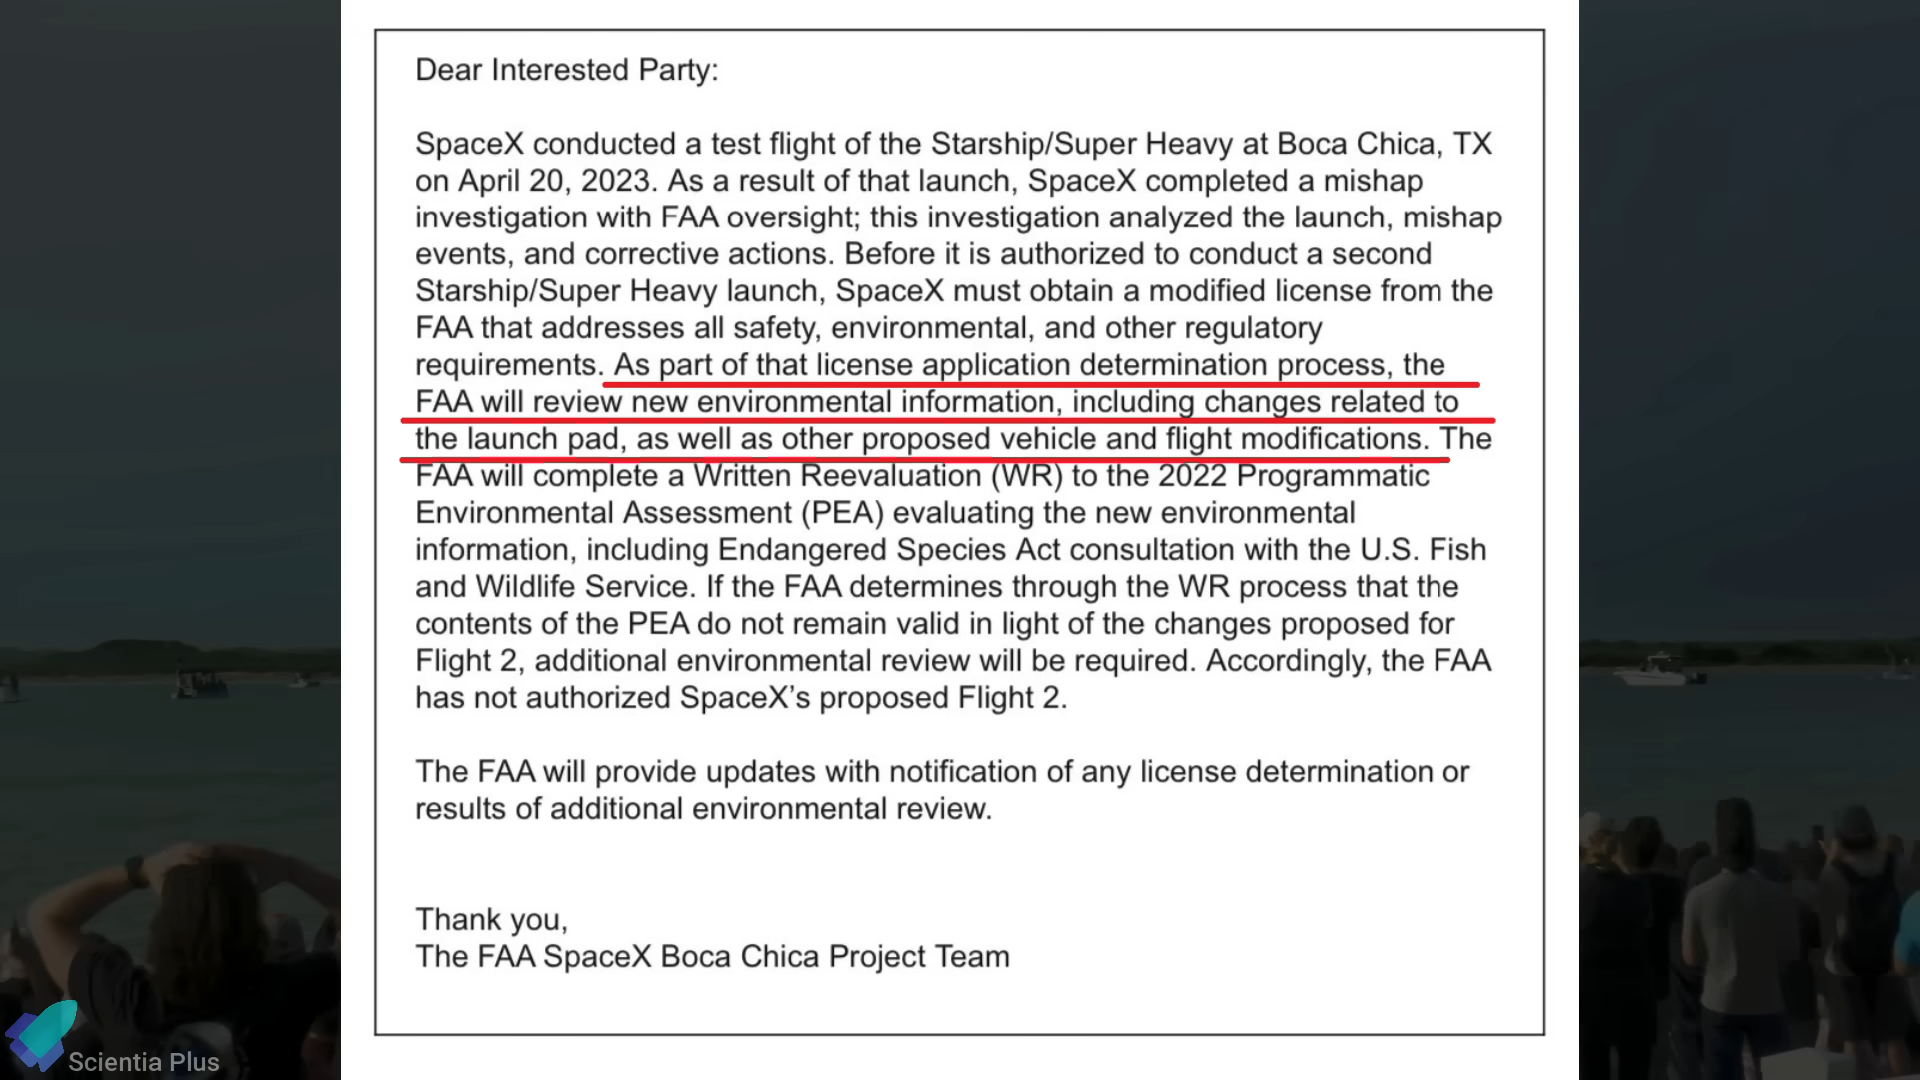 Dear Interested Party:
SpaceX conducted a test flight of the Starship/Super Heavy at Boca Chica, TX
on April 20, 2023. As a result of that launch, SpaceX completed a mishap
investigation with FAA oversight; this investigation analyzed the launch, mishap
events, and corrective actions. Before it is authorized to conduct a second
Starship/Super Heavy launch, SpaceX must obtain a modified license from the
FAA that addresses all safety, environmental, and other regulatory
requirements. As part of that license application determination process, the
FAA will review new environmental information, including changes related to
the launch pad, as well as other proposed vehicle and flight modifications. The
FAA will complete a Written Reevaluation (WR) to the 2022 Programmatic
Environmental Assessment (PEA) evaluating the new environmental
information, including Endangered Species Act consultation with the U.S. Fish
and Wildlife Service. If the FAA determines through the WR process that the
contents of the PEA do not remain valid in light of the changes proposed for
Flight 2, additional environmental review will be required. Accordingly, the FAA
has not authorized SpaceX’s proposed Flight 2.
The FAA will provide updates with notification of any license determination or
results of additional environmental review.
Thank you,
The FAA SpaceX Boca Chica Project Team
Scientia Plus